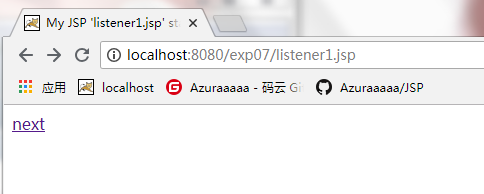 My JSP 'listener1.jsp' st
localhost:8080/exp07/listener1.jsp
应用 localhost Azuraaaaa - 码云 Gi Azuraaaaa/JSP
next